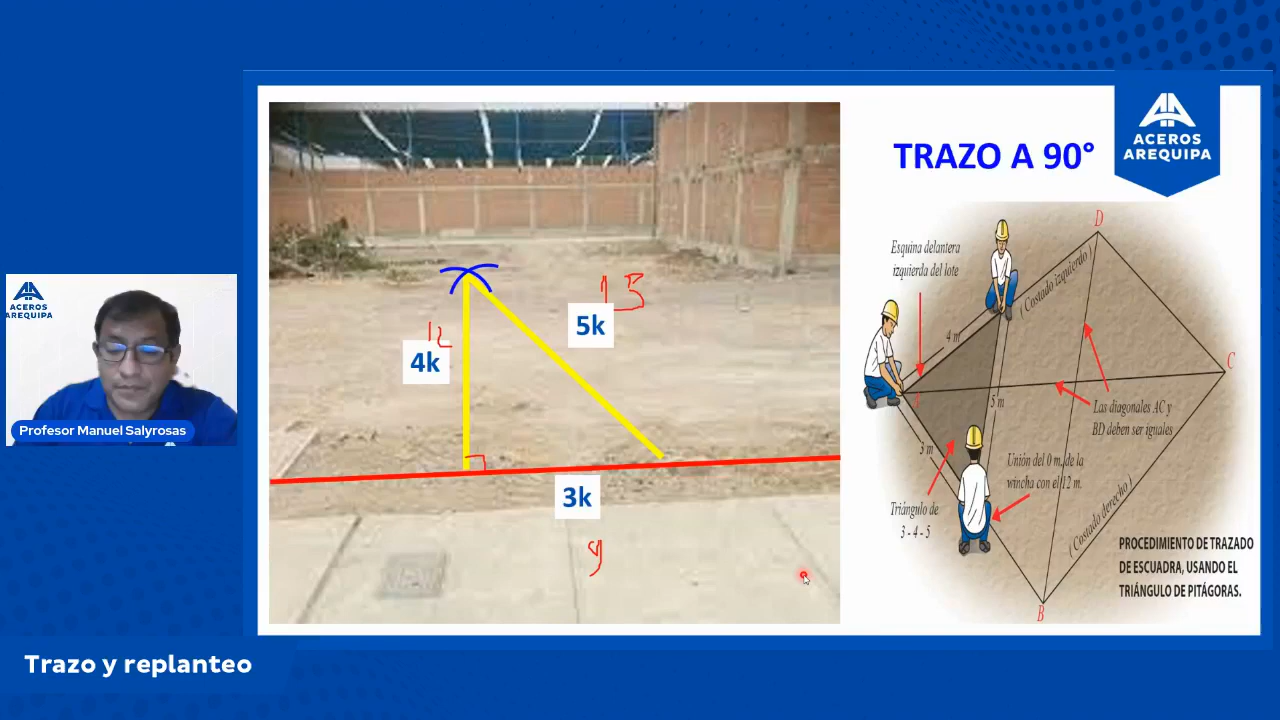 ACEROS
AREQUIPA
Profesor Manuel Salyrosas
Trazo y replanteo
12
4k
15
5k
3k
9
TRAZO A 90°
ACEROS
AREQUIPA
Esquina delantera
izquierda del lote
4 m
( Costado izquierdo )
D
C
5 m
3 m
Las diagonales AC y
BD deben ser iguales
Unión del 0 m. de la
wincha con el 12 m.
Triángulo de
3 - 4 - 5
( Costado derecho )
B
PROCEDIMIENTO DE TRAZADO
DE ESCUADRA, USANDO EL
TRIÁNGULO DE PITÁGORAS.